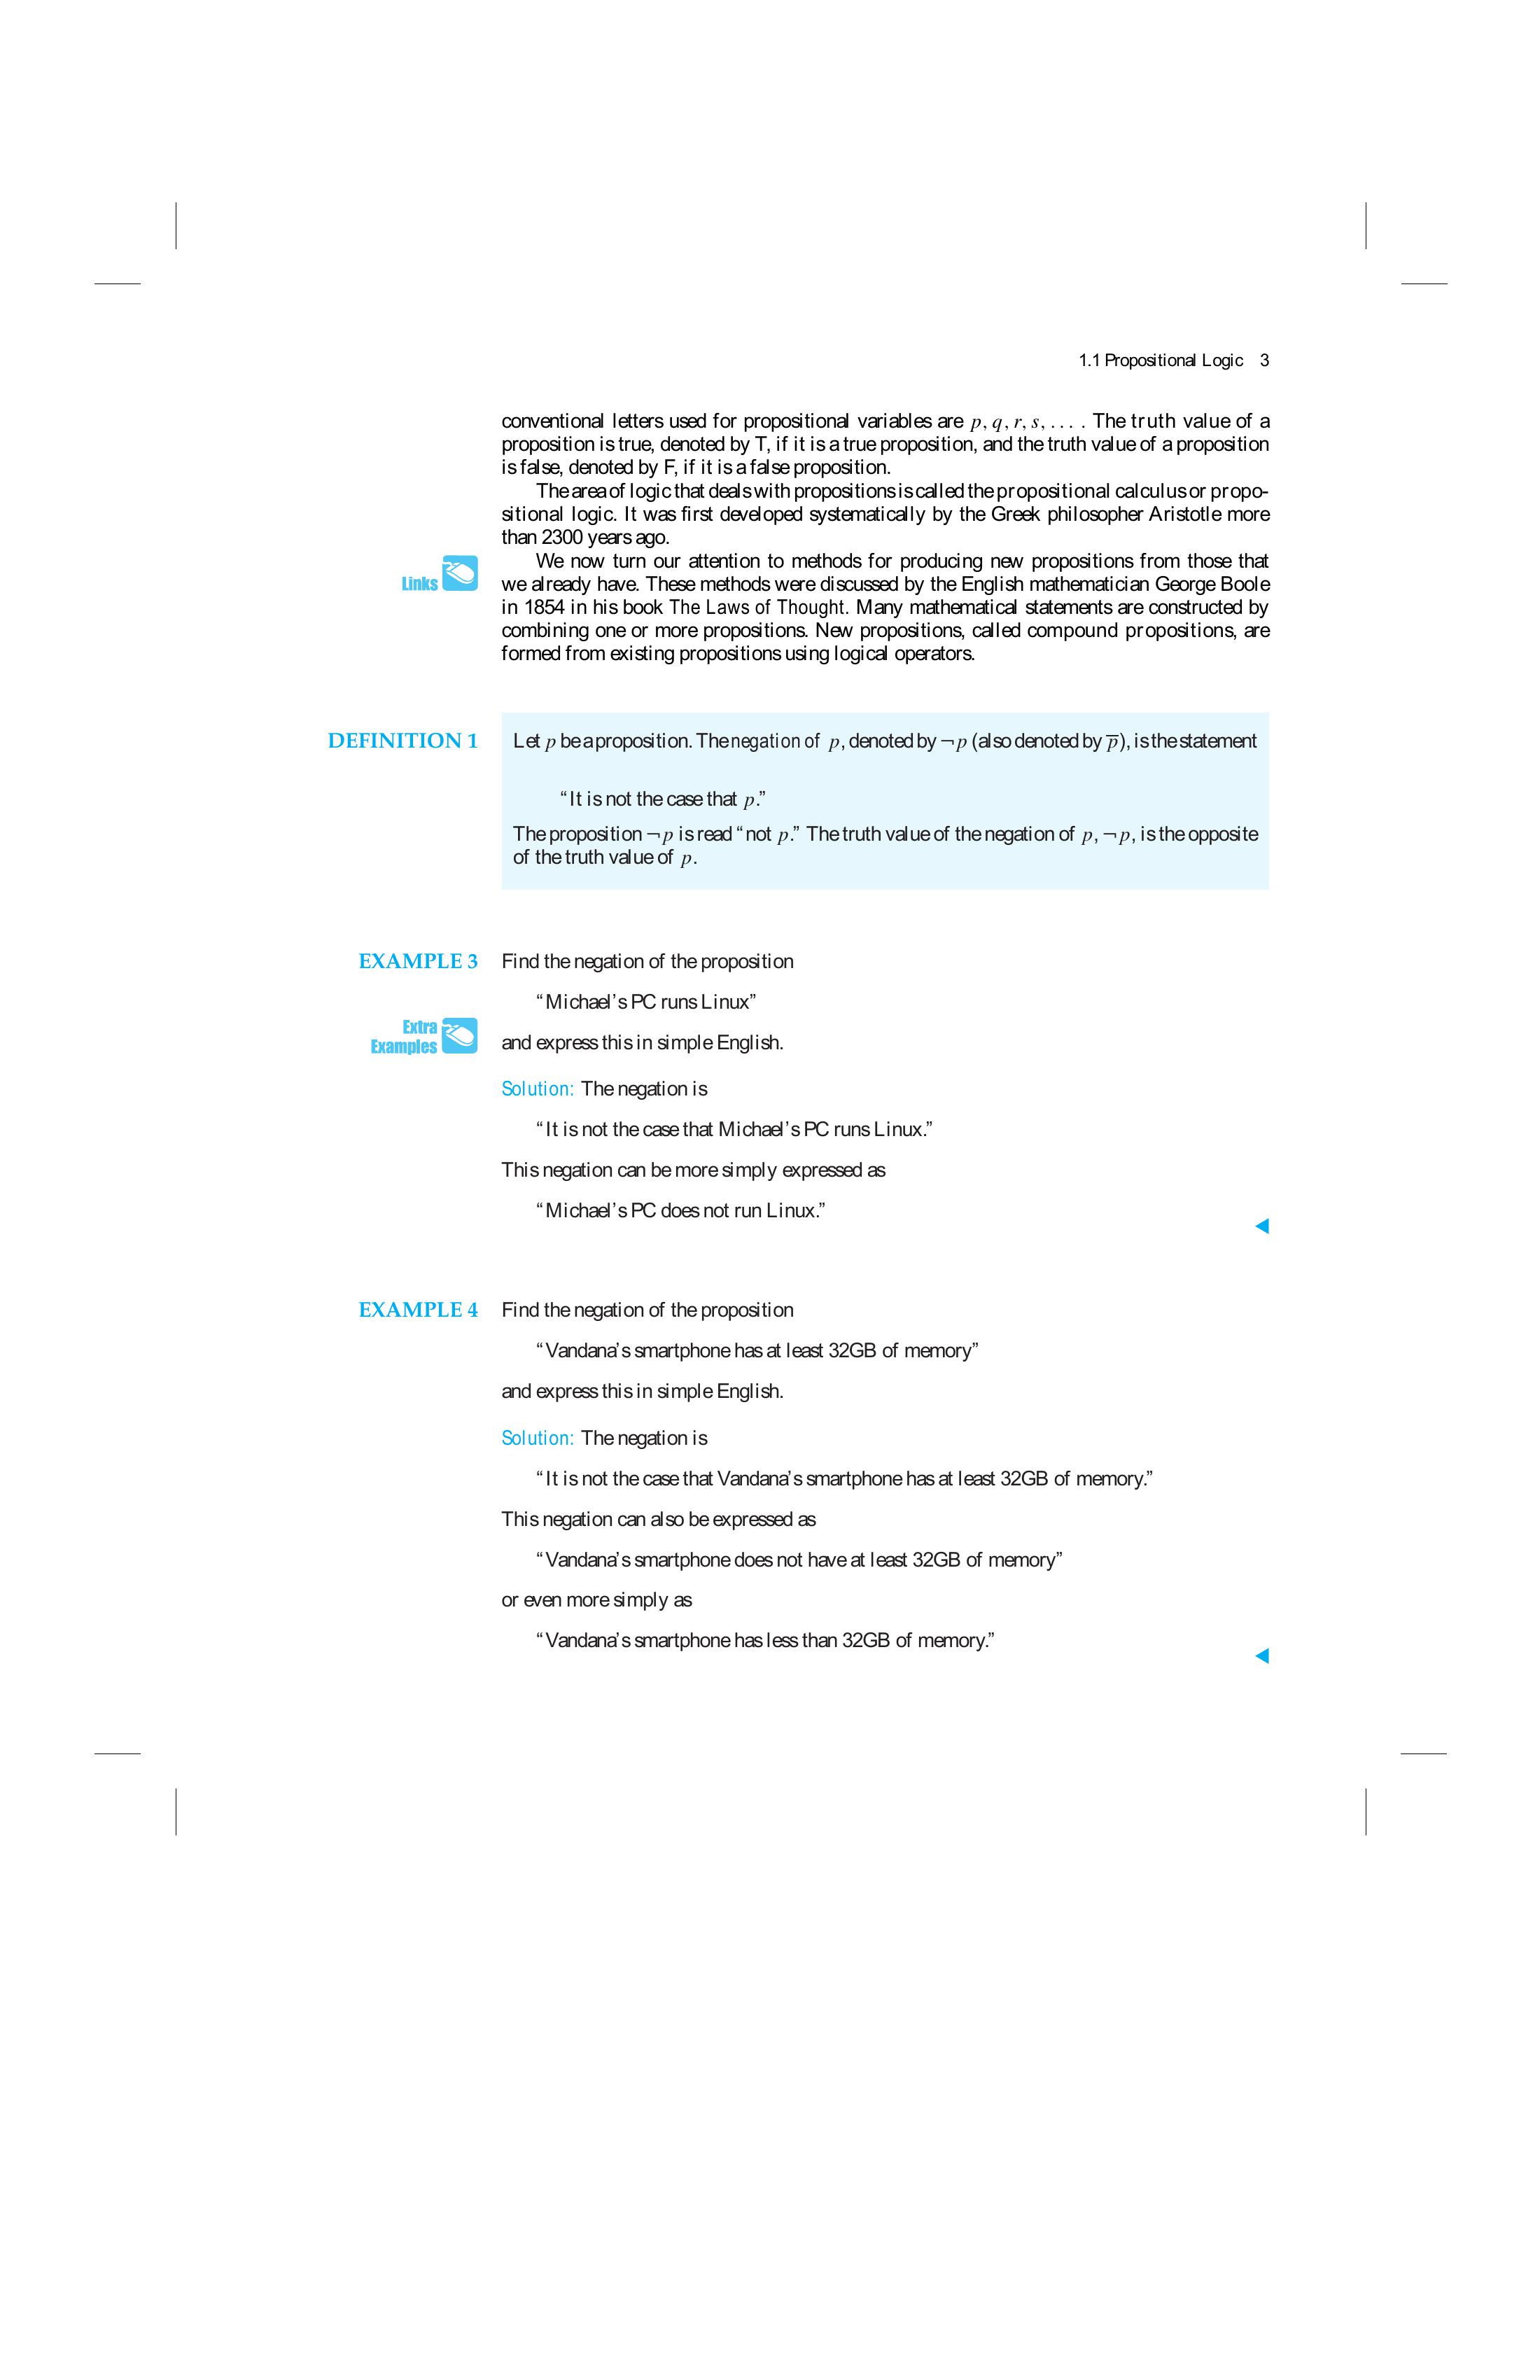 1.1 Propositional Logic 3
conventional letters used for propositional variables are p, q, r, s, . . . . The truth value of a
proposition is true, denoted by T, if it is a true proposition, and the truth value of a proposition
is false, denoted by F, if it is a false proposition.
The area of logic that deals with propositions is called the propositional calculus or propo-
sitional logic. It was first developed systematically by the Greek philosopher Aristotle more
than 2300 years ago.
Links
We now turn our attention to methods for producing new propositions from those that
we already have. These methods were discussed by the English mathematician George Boole
in 1854 in his book The Laws of Thought. Many mathematical statements are constructed by
combining one or more propositions. New propositions, called compound propositions, are
formed from existing propositions using logical operators.
DEFINITION 1
Let p be a proposition. The negation of p, denoted by ¬p (also denoted by p̅), is the statement
“It is not the case that p.”
The proposition ¬p is read “not p.” The truth value of the negation of p, ¬p, is the opposite
of the truth value of p.
EXAMPLE 3
Find the negation of the proposition
“Michael’s PC runs Linux”
Extra
Examples
and express this in simple English.
Solution: The negation is
“It is not the case that Michael’s PC runs Linux.”
This negation can be more simply expressed as
“Michael’s PC does not run Linux.”
EXAMPLE 4
Find the negation of the proposition
“Vandana’s smartphone has at least 32GB of memory”
and express this in simple English.
Solution: The negation is
“It is not the case that Vandana’s smartphone has at least 32GB of memory.”
This negation can also be expressed as
“Vandana’s smartphone does not have at least 32GB of memory”
or even more simply as
“Vandana’s smartphone has less than 32GB of memory.”